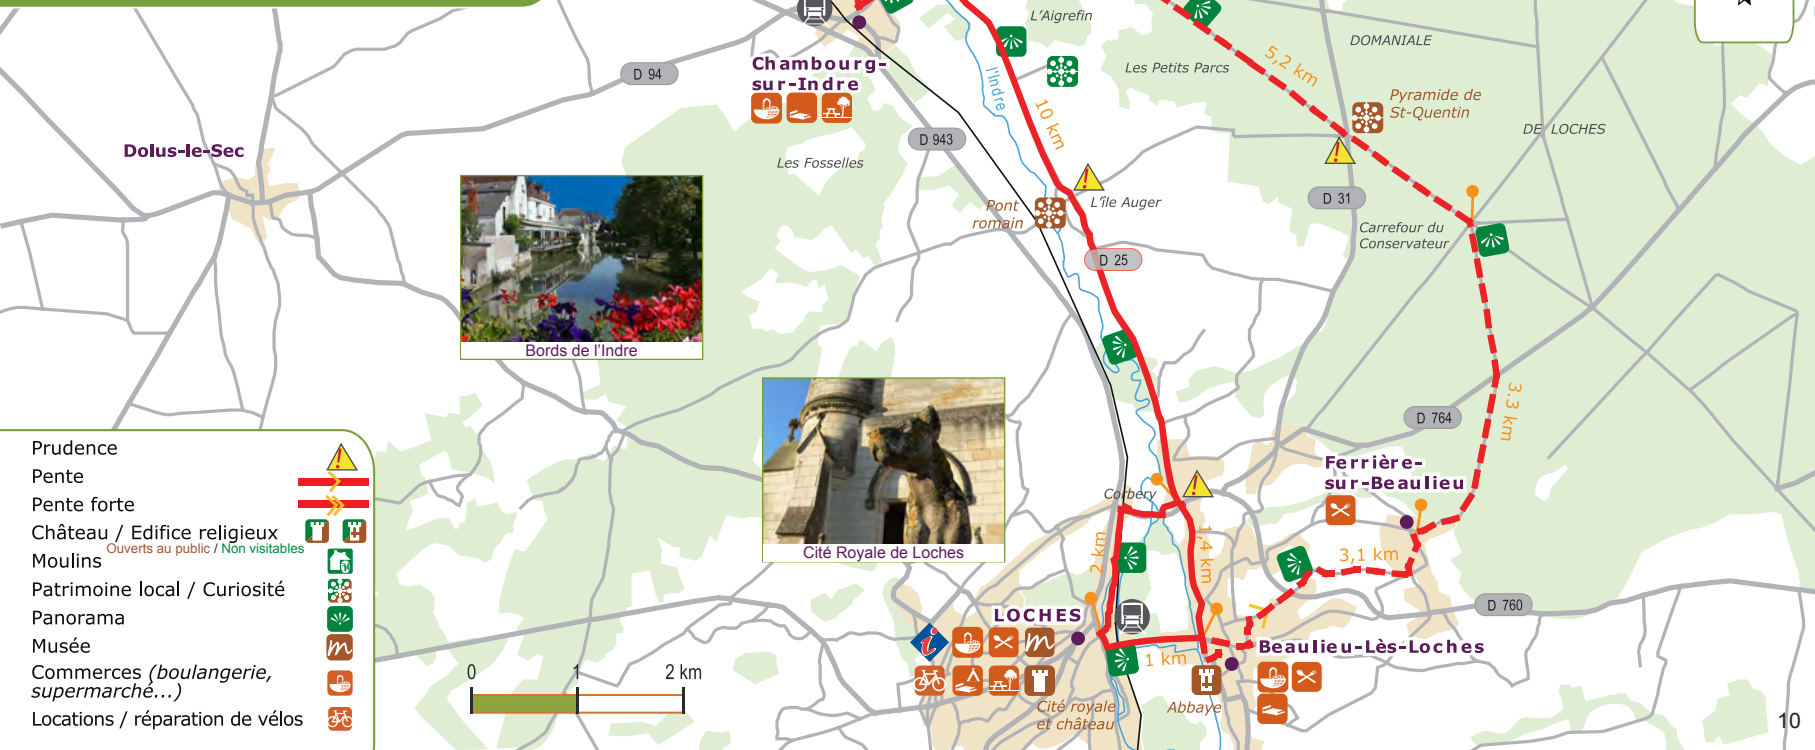 L'Aigrefin
DOMANIALE
5,2 km
Les Petits Parcs
Chambourg-
sur-Indre
D 94
l'Indre
10 km
Pyramide de
St-Quentin
DE LOCHES
D 943
Dolus-le-Sec
Les Fosselles
D 31
L'île Auger
Pont
romain
Carrefour du
Conservateur
D 25
Bords de l'Indre
3.3 km
D 764
Prudence
Pente
Pente forte
Château / Edifice religieux
Ouverts au public / Non visitables
Moulins
Patrimoine local / Curiosité
Panorama
Musée
Commerces (boulangerie,
supermarché...)
Locations / réparation de vélos
Ferrière-
sur-Beaulieu
Corbery
Cité Royale de Loches
2 km
1,4 km
3,1 km
D 760
LOCHES
Beaulieu-Lès-Loches
1 km
0 1 2 km
Cité royale
et château
Abbaye
10